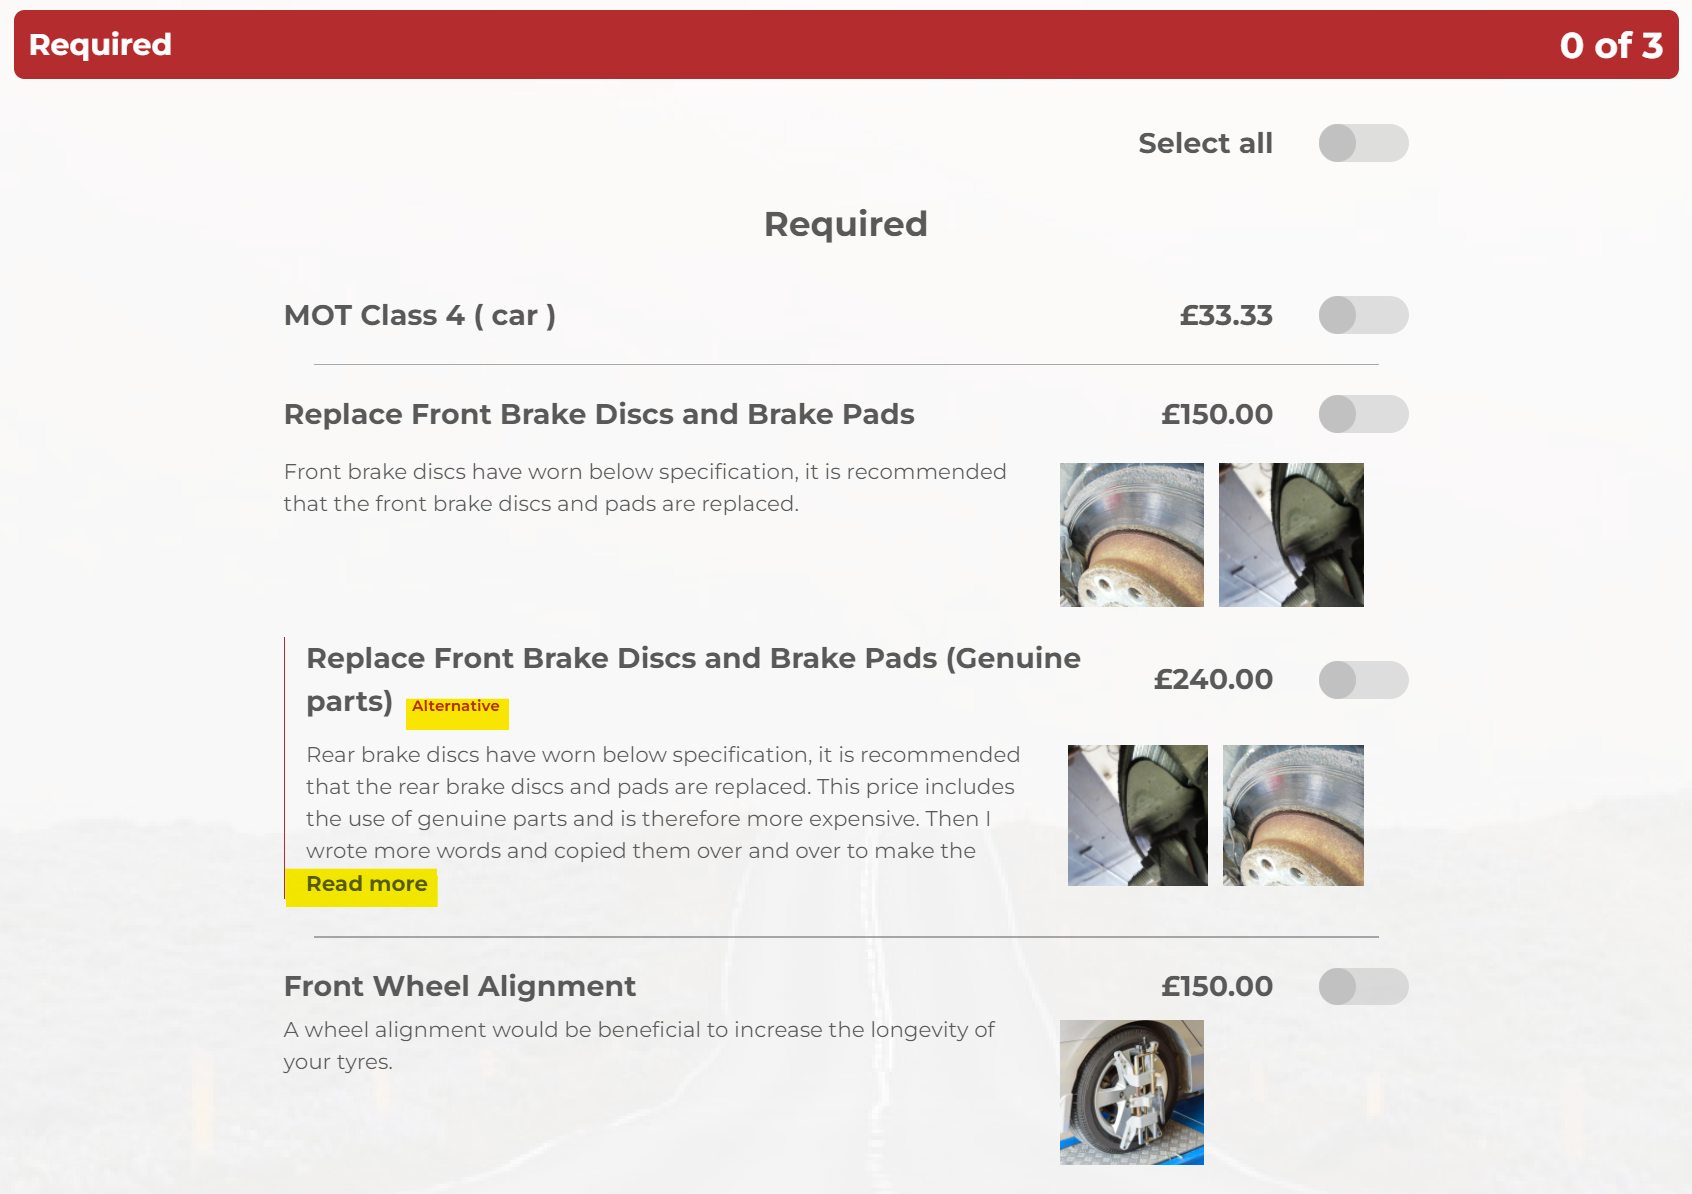 Required 0 of 3
Select all
Required
MOT Class 4 ( car ) £33.33
Replace Front Brake Discs and Brake Pads £150.00
Front brake discs have worn below specification, it is recommended
that the front brake discs and pads are replaced.
Replace Front Brake Discs and Brake Pads (Genuine
parts) Alternative
£240.00
Rear brake discs have worn below specification, it is recommended
that the rear brake discs and pads are replaced. This price includes
the use of genuine parts and is therefore more expensive. Then I
wrote more words and copied them over and over to make the
Read more
Front Wheel Alignment £150.00
A wheel alignment would be beneficial to increase the longevity of
your tyres.